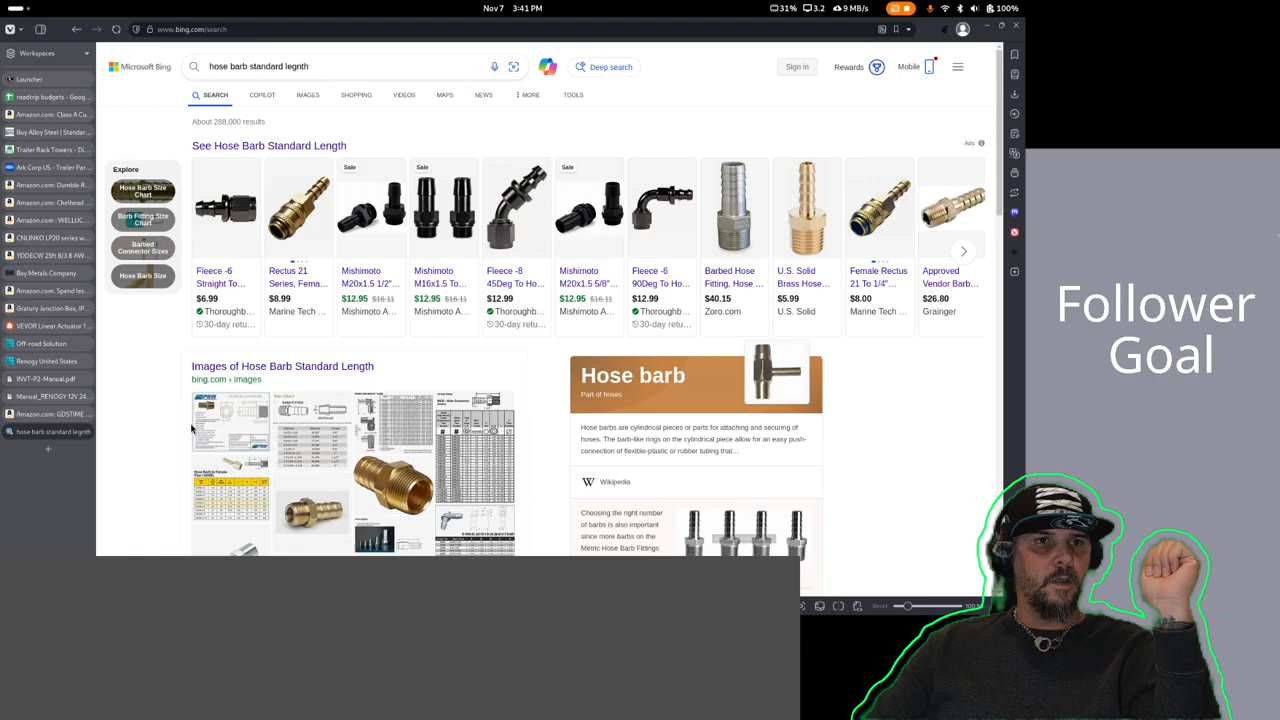 Nov 7 3:41 PM
31% 3.2 9 MB/s 100%
www.bing.com/search
Workspaces
Launcher
roadtrip budgets – Goog...
Amazon.com: Class A Cu...
Buy Alloy Steel | Standar...
Trailer Rack Towers – Di...
Ark Corp US - Trailer Par...
Amazon.com: Dumble R...
Amazon.com: Chelhead ...
Amazon.com : WELLUC...
CNLINKO LP20 series w...
YDDECW 25Ft 8/3 8 AW...
Bay Metals Company
Amazon.com. Spend les...
Gratury Junction Box, IP...
VEVOR Linear Actuator 1...
Off-road Solution
Renogy United States
INVT-P2-Manual.pdf
Manual_RENOGY 12V 24...
Amazon.com: GDSTIME ...
hose barb standard legnth
Microsoft Bing
hose barb standard legnth
Deep search
Sign in
Rewards
Mobile
SEARCH COPILOT IMAGES SHOPPING VIDEOS MAPS NEWS MORE TOOLS
About 288,000 results
See Hose Barb Standard Length
Ads
Explore
Hose Barb Size
Chart
Barb Fitting Size
Chart
Barbed
Connector Sizes
Hose Barb Size
Sale Sale Sale
Fleece -6
Straight To...
$6.99
Thoroughb...
30-day retu...
Rectus 21
Series, Fema...
$8.99
Marine Tech ...
Mishimoto
M20x1.5 1/2"...
$12.95 $16.11
Mishimoto A...
Mishimoto
M16x1.5 To...
$12.95 $16.11
Mishimoto A...
Fleece -8
45Deg To Ho...
$12.99
Thoroughb...
30-day retu...
Mishimoto
M20x1.5 5/8"...
$12.95 $16.11
Mishimoto A...
Fleece -6
90Deg To Ho...
$12.99
Thoroughb...
30-day retu...
Barbed Hose
Fitting, Hose ...
$40.15
Zoro.com
U.S. Solid
Brass Hose...
$5.99
U.S. Solid
Female Rectus
21 To 1/4"...
$8.00
Marine Tech ...
Approved
Vendor Barb...
$26.80
Grainger
Images of Hose Barb Standard Length
bing.com › images
Hose barb
Part of hoses
Hose barbs are cylindrical pieces or parts for attaching and securing of
hoses. The barb-like rings on the cylindrical piece allow for an easy push-
connection of flexible-plastic or rubber tubing that...
Wikipedia
Choosing the right number
of barbs is also important
since more barbs on the
Metric Hose Barb Fittings
Reset
Follower
Goal